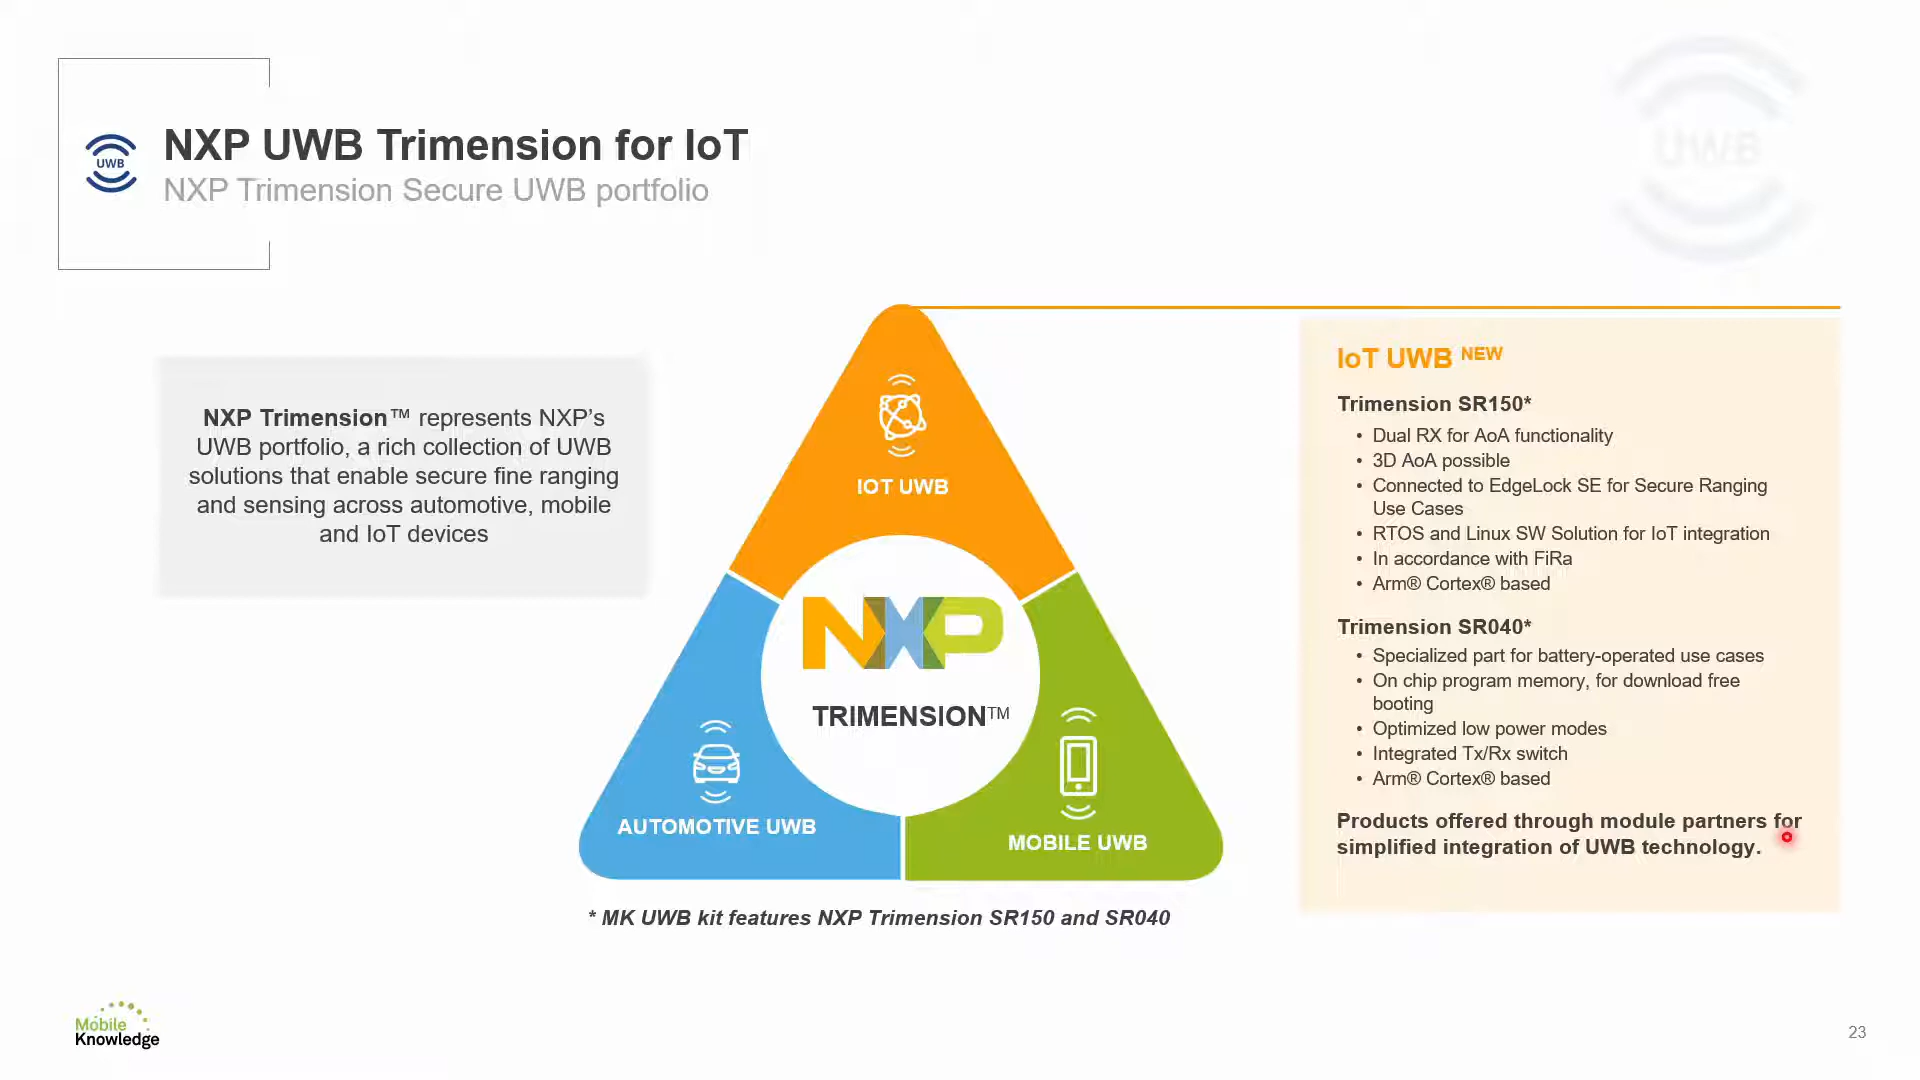 UWB
NXP UWB Trimension for IoT
NXP Trimension Secure UWB portfolio
UWB
NXP Trimension™ represents NXP’s
UWB portfolio, a rich collection of UWB
solutions that enable secure fine ranging
and sensing across automotive, mobile
and IoT devices
IOT UWB
NXP
TRIMENSION™
AUTOMOTIVE UWB
MOBILE UWB
* MK UWB kit features NXP Trimension SR150 and SR040
IoT UWB NEW
Trimension SR150*
• Dual RX for AoA functionality
• 3D AoA possible
• Connected to EdgeLock SE for Secure Ranging
Use Cases
• RTOS and Linux SW Solution for IoT integration
• In accordance with FiRa
• Arm® Cortex® based
Trimension SR040*
• Specialized part for battery-operated use cases
• On chip program memory, for download free
booting
• Optimized low power modes
• Integrated Tx/Rx switch
• Arm® Cortex® based
Products offered through module partners for
simplified integration of UWB technology.
Mobile
Knowledge
23